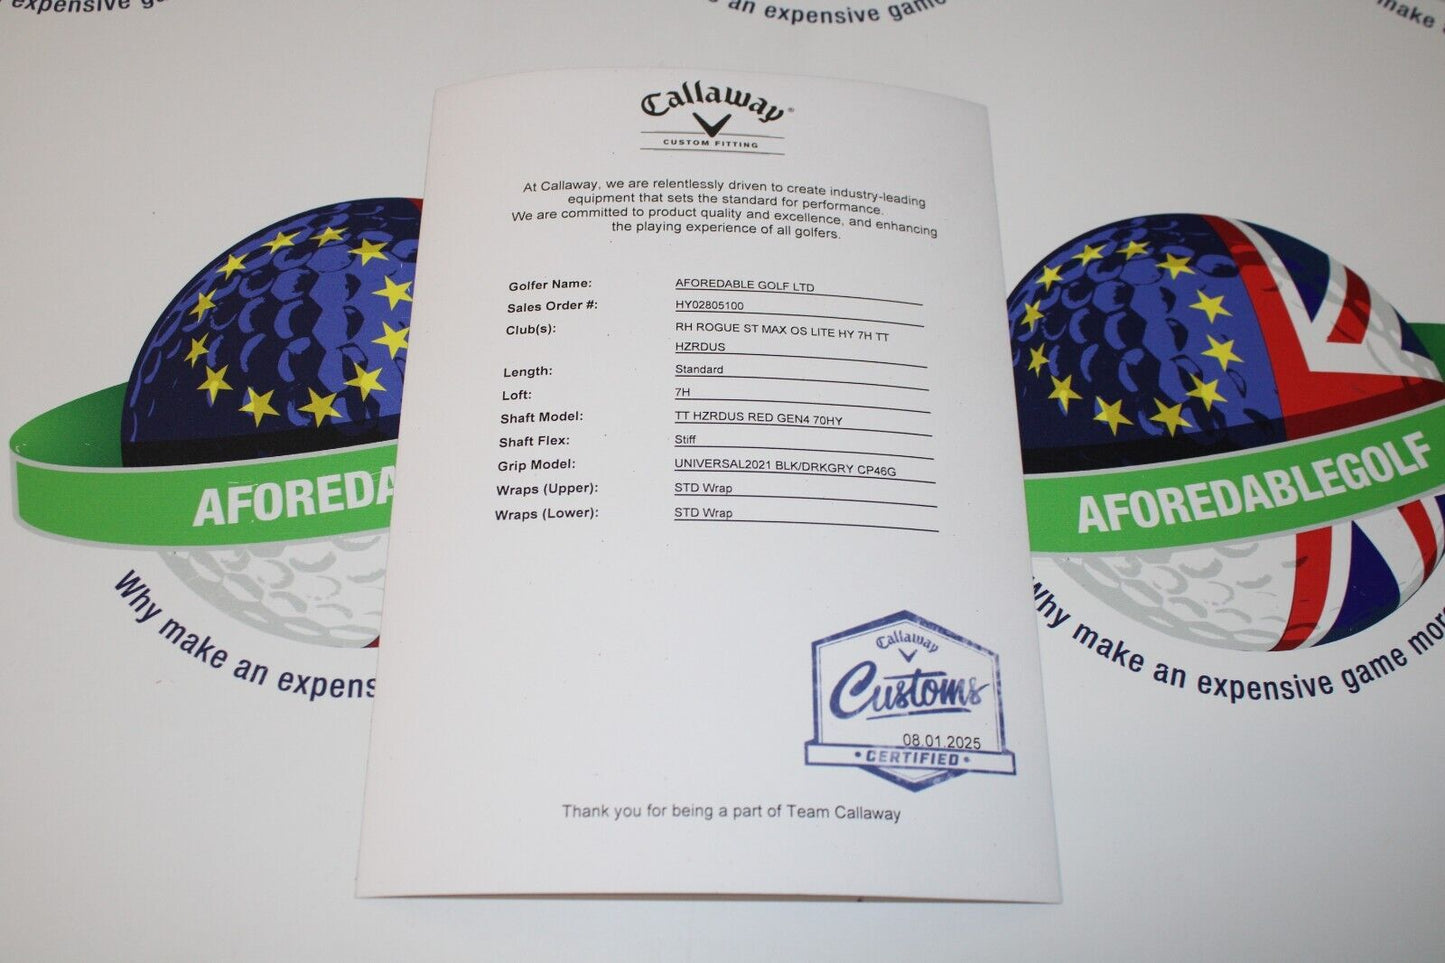 expensive
an expensive game
make
Callaway®
CUSTOM FITTING
At Callaway, we are relentlessly driven to create industry-leading
equipment that sets the standard for performance.
We are committed to product quality and excellence, and enhancing
the playing experience of all golfers.
Golfer Name: AFOREDABLE GOLF LTD
Sales Order #: HY02805100
Club(s): RH ROGUE ST MAX OS LITE HY 7H TT
HZRDUS
Length: Standard
Loft: 7H
Shaft Model: TT HZRDUS RED GEN4 70HY
Shaft Flex: Stiff
Grip Model: UNIVERSAL2021 BLK/DRKGRY CP46G
Wraps (Upper): STD Wrap
Wraps (Lower): STD Wrap
Callaway
Customs
08.01.2025
• CERTIFIED •
Thank you for being a part of Team Callaway
AFOREDA
Why make an expens
AFOREDABLEGOLF
Why make an expensive game more